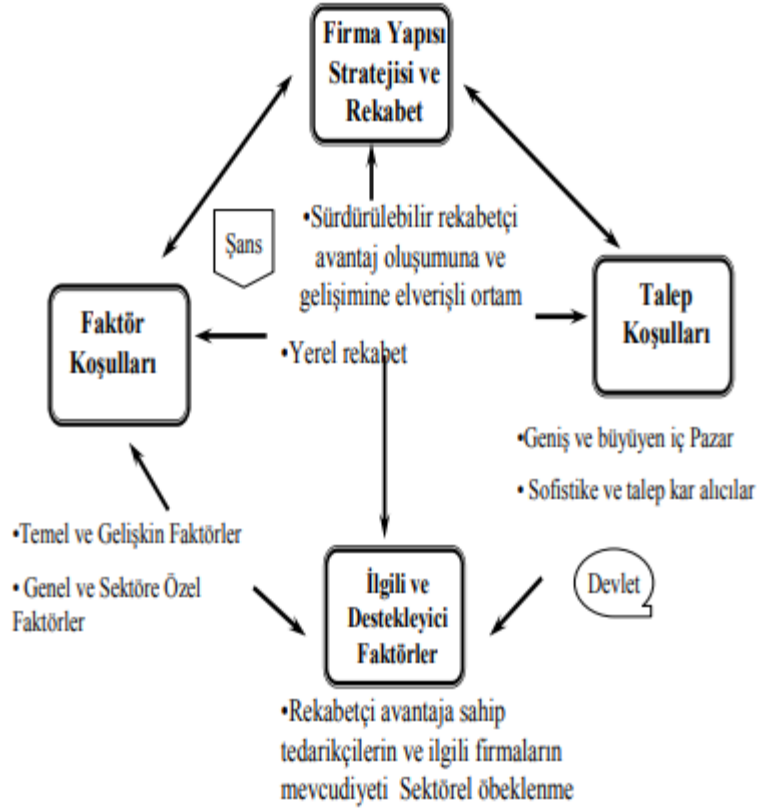 Firma Yapısı
Stratejisi ve
Rekabet
Şans
•Sürdürülebilir rekabetçi
avantaj oluşumuna ve
gelişimine elverişli ortam
•Yerel rekabet
Faktör
Koşulları
Talep
Koşulları
•Geniş ve büyüyen iç Pazar
• Sofistike ve talep kar alıcılar
•Temel ve Gelişkin Faktörler
• Genel ve Sektöre Özel
Faktörler
İlgili ve
Destekleyici
Faktörler
Devlet
•Rekabetçi avantaja sahip
tedarikçilerin ve ilgili firmaların
mevcudiyeti Sektörel öbeklenme